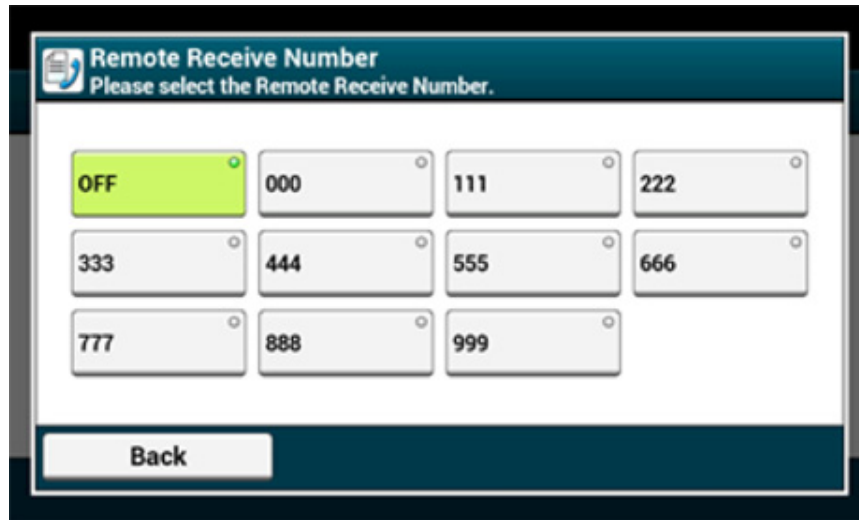 Remote Receive Number
Please select the Remote Receive Number.
OFF 000 111 222
333 444 555 666
777 888 999
Back